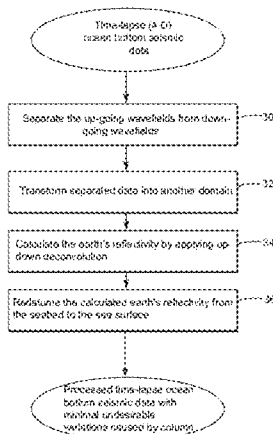 Time-lapse (4-D)
ocean bottom seismic
data
Separate the up-going wavefields from down-
going wavefields
30
Transform separated data into another domain
32
Calculate the earth's reflectivity by applying up-
down deconvolution
34
Redatume the calculated earth's reflectivity from
the seabed to the sea surface
36
Processed time-lapse ocean
bottom seismic data with
minimal undesirable
variations caused by column